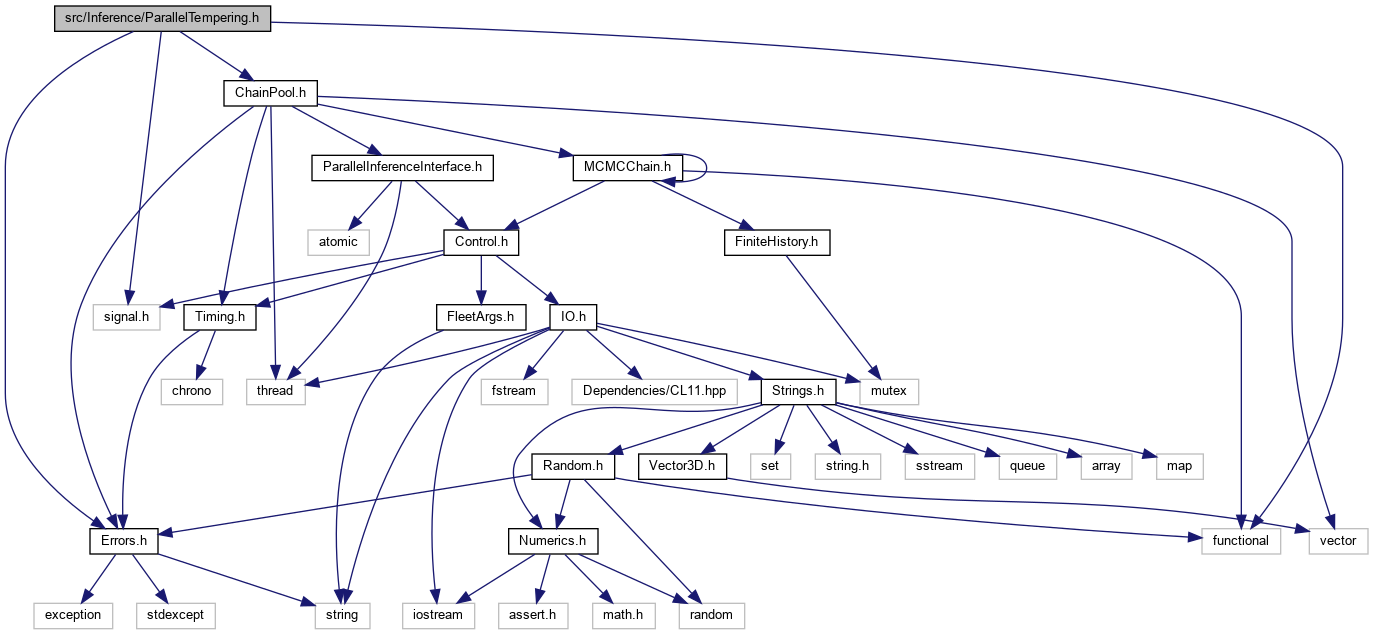 src/Inference/ParallelTempering.h
ChainPool.h
ParallelInferenceInterface.h
MCMCChain.h
atomic
Control.h
FiniteHistory.h
signal.h
Timing.h
FleetArgs.h
IO.h
chrono
thread
fstream
Dependencies/CL11.hpp
Strings.h
mutex
Random.h
Vector3D.h
set
string.h
sstream
queue
array
map
Errors.h
Numerics.h
functional
vector
exception
stdexcept
string
iostream
assert.h
math.h
random